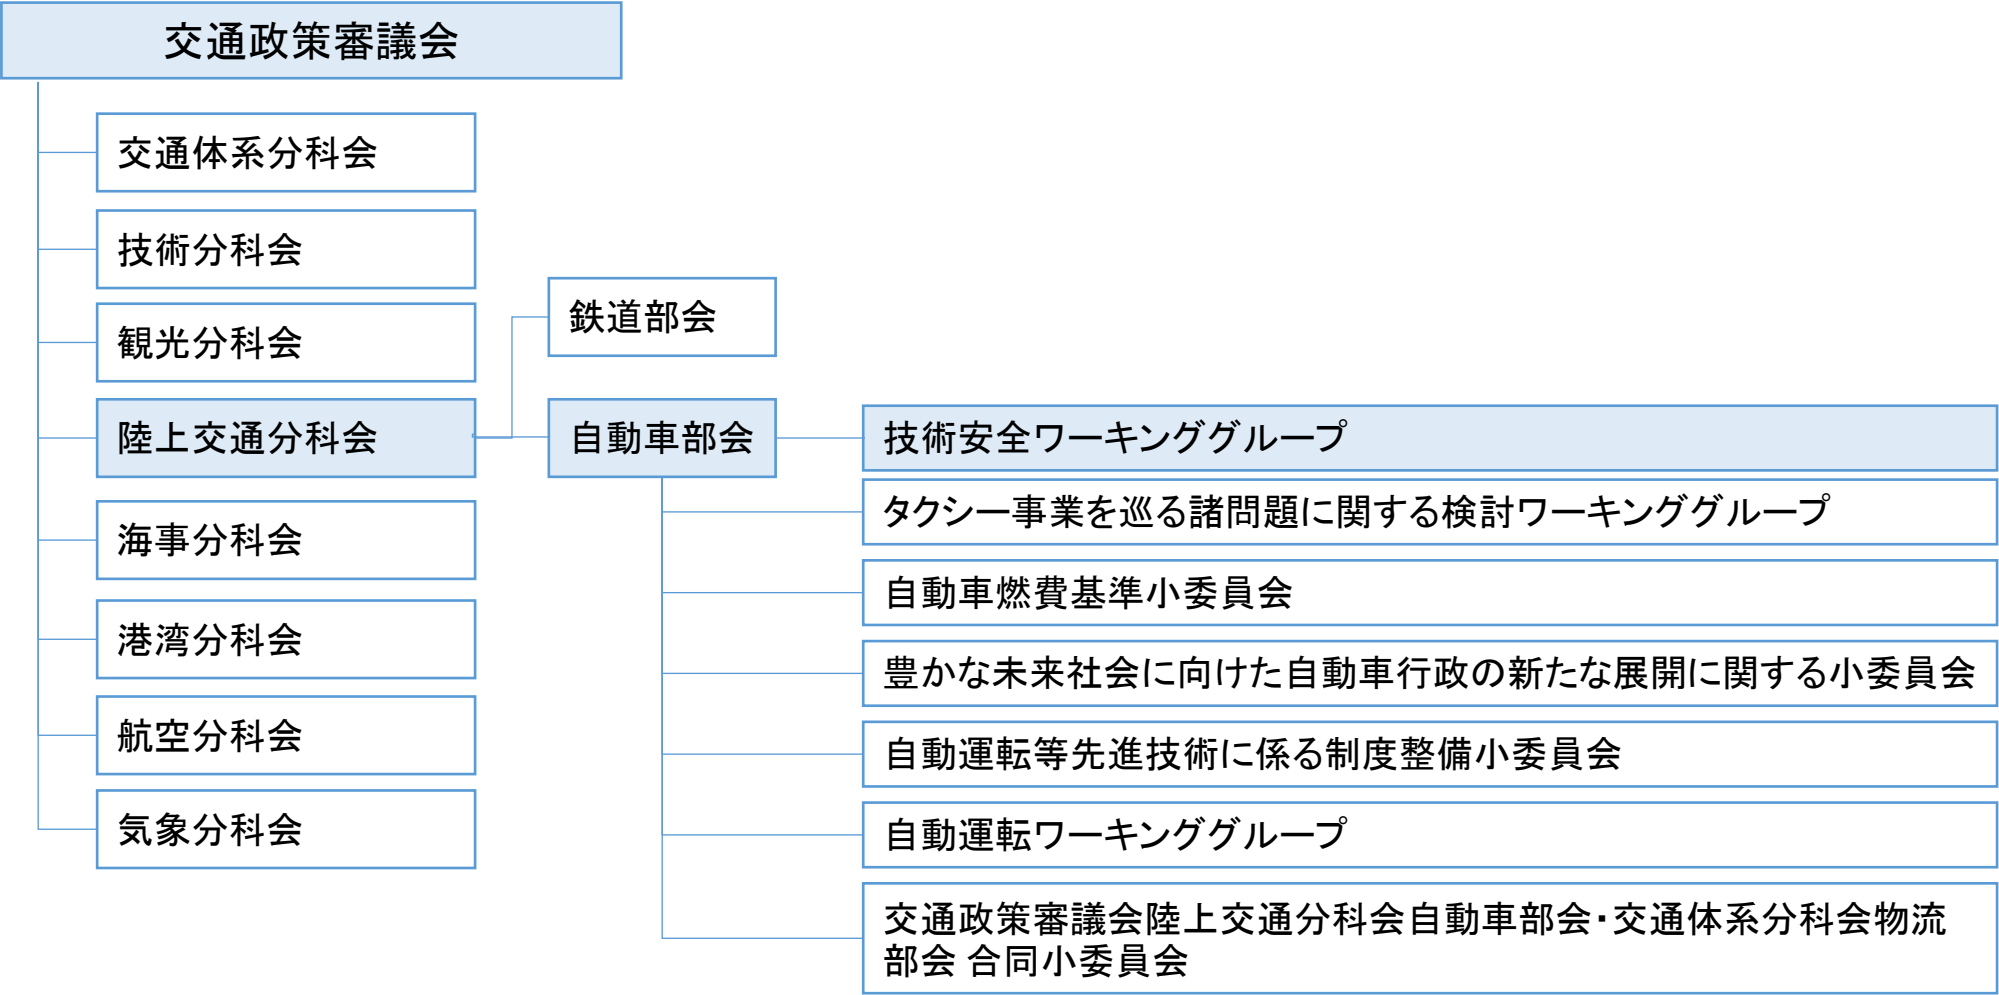 交通政策審議会
交通体系分科会
技術分科会
観光分科会
陸上交通分科会
海事分科会
港湾分科会
航空分科会
気象分科会
鉄道部会
自動車部会
技術安全ワーキンググループ
タクシー事業を巡る諸問題に関する検討ワーキンググループ
自動車燃費基準小委員会
豊かな未来社会に向けた自動車行政の新たな展開に関する小委員会
自動運転等先進技術に係る制度整備小委員会
自動運転ワーキンググループ
交通政策審議会陸上交通分科会自動車部会・交通体系分科会物流
部会 合同小委員会